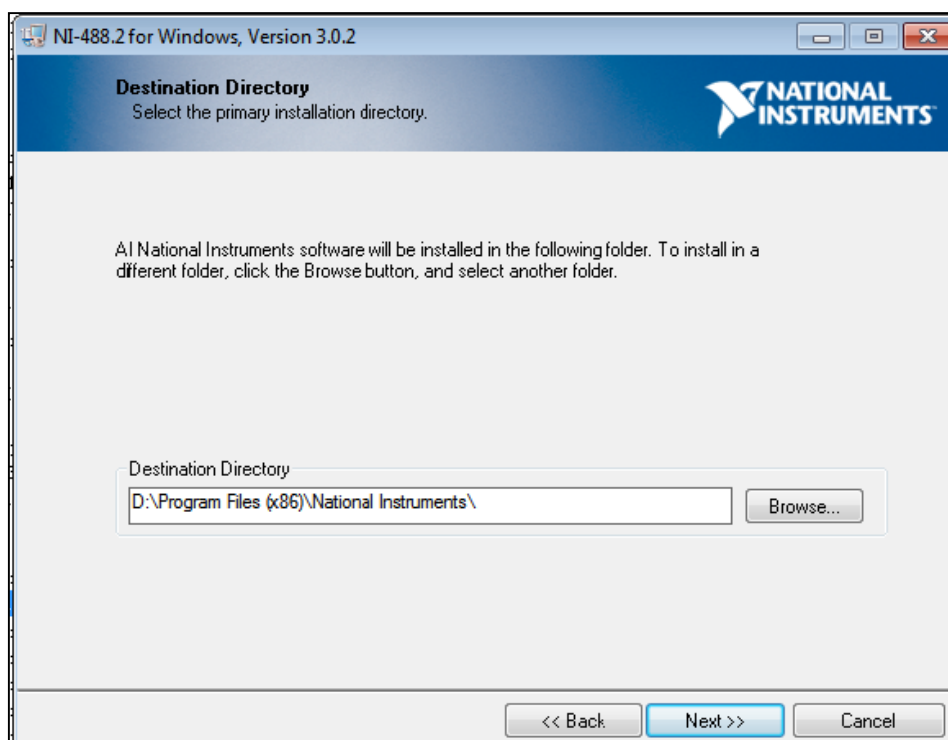 NI-488.2 for Windows, Version 3.0.2
Destination Directory
Select the primary installation directory.
NATIONAL
INSTRUMENTS
Al National Instruments software will be installed in the following folder. To install in a
different folder, click the Browse button, and select another folder.
Destination Directory
D:\Program Files (x86)\National Instruments\
Browse...
<< Back
Next >>
Cancel